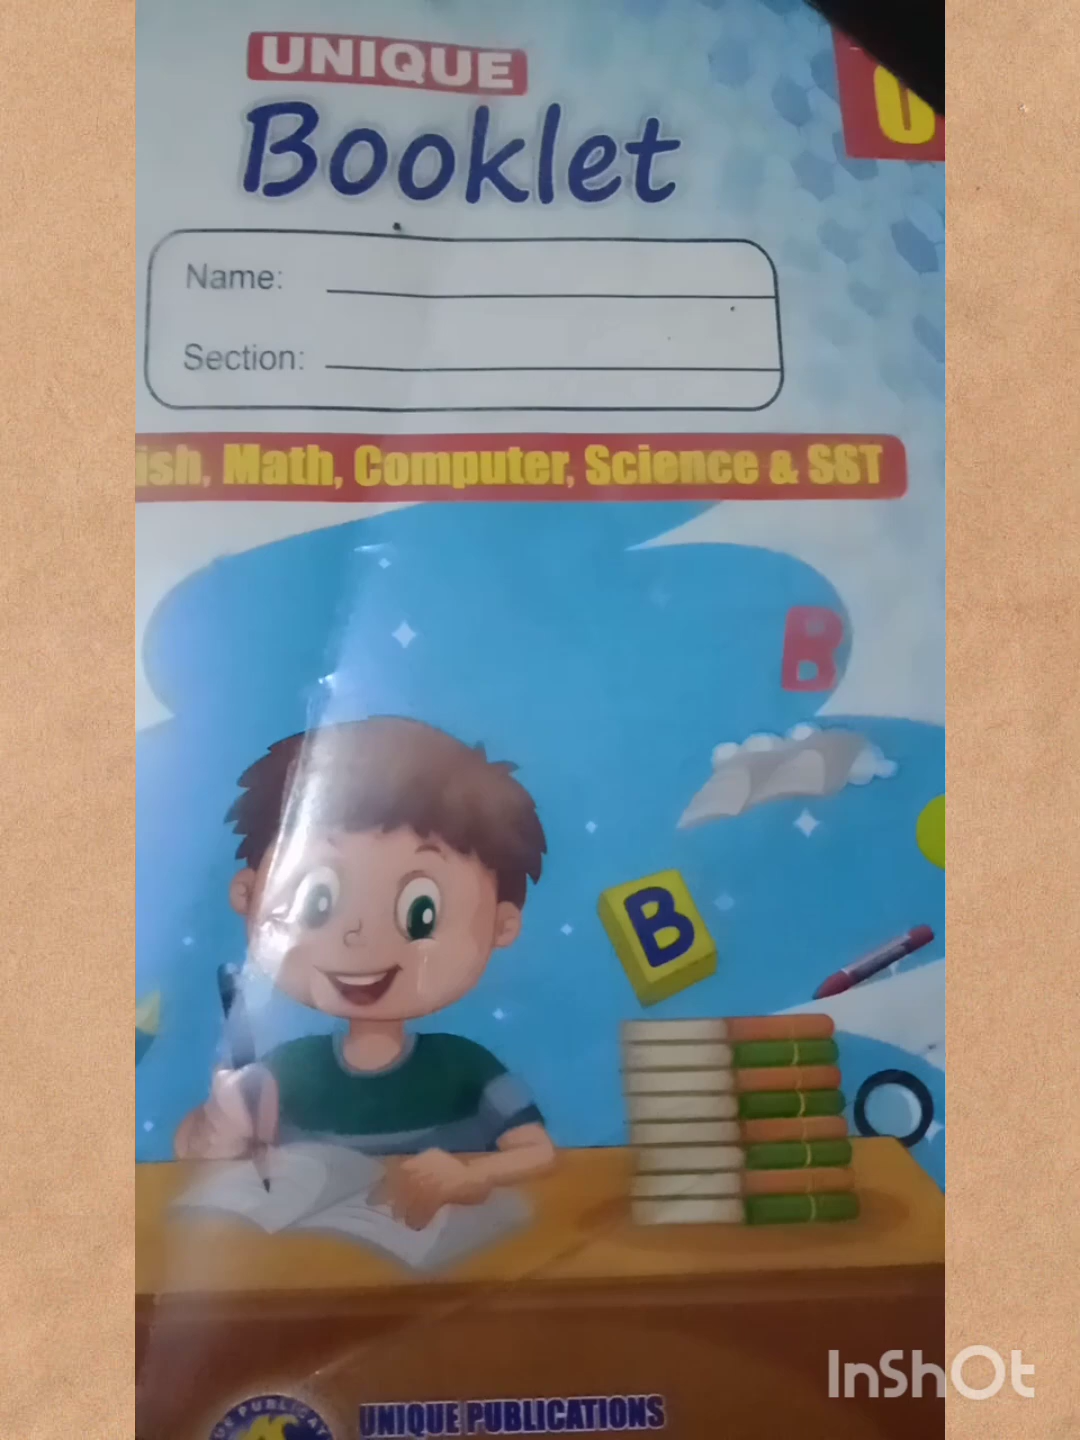 UNIQUE
Booklet
Name:
Section:
ish, Math, Computer, Science & SST
B
B
UNIQUE PUBLICATIONS
InShOt